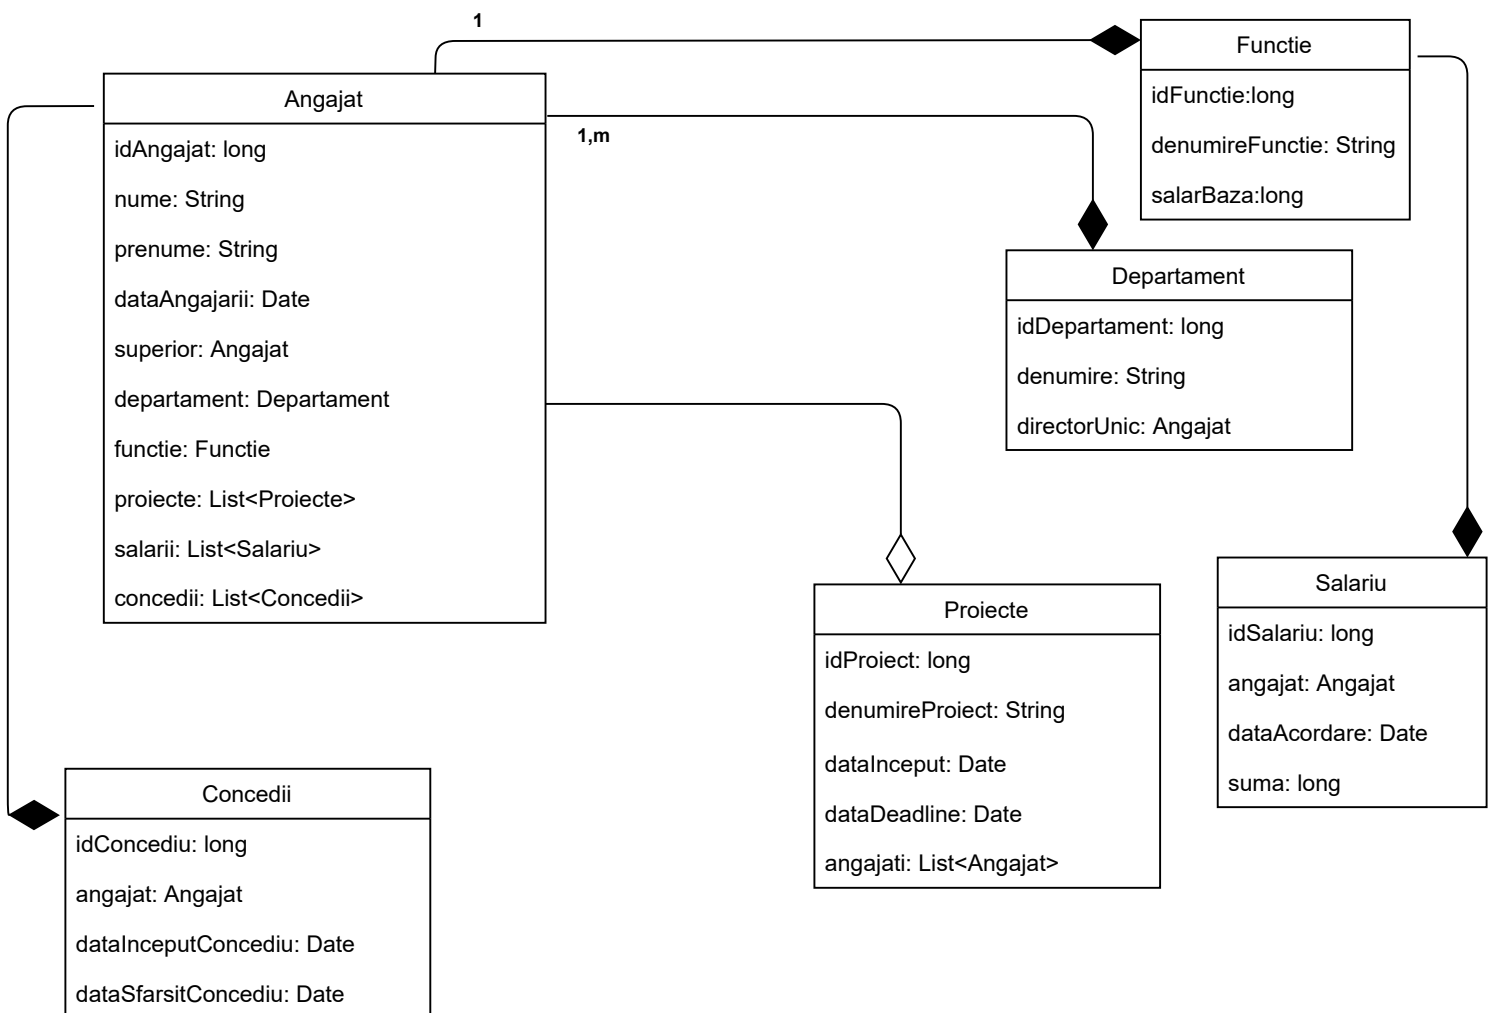 1
Functie
idFunctie:long
denumireFunctie: String
salarBaza:long
Angajat
idAngajat: long
nume: String
prenume: String
dataAngajarii: Date
superior: Angajat
departament: Departament
functie: Functie
proiecte: List<Proiecte>
salarii: List<Salariu>
concedii: List<Concedii>
1,m
Departament
idDepartament: long
denumire: String
directorUnic: Angajat
Proiecte
idProiect: long
denumireProiect: String
dataInceput: Date
dataDeadline: Date
angajati: List<Angajat>
Salariu
idSalariu: long
angajat: Angajat
dataAcordare: Date
suma: long
Concedii
idConcediu: long
angajat: Angajat
dataInceputConcediu: Date
dataSfarsitConcediu: Date